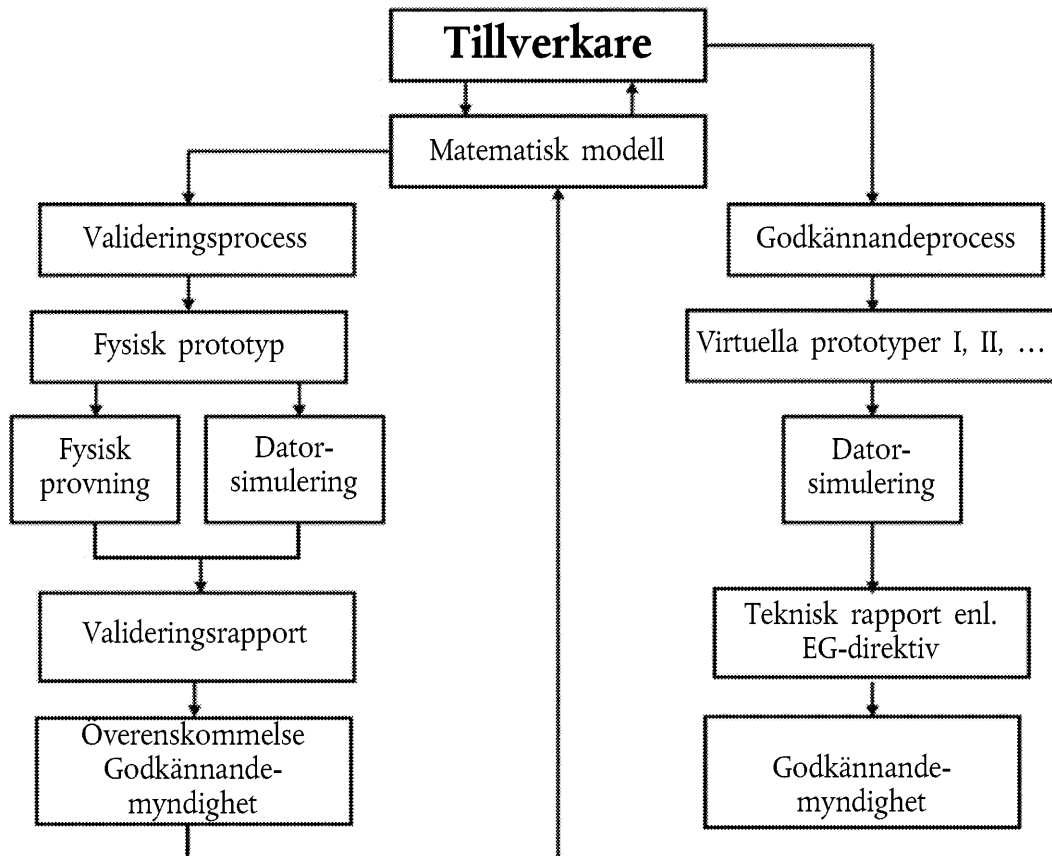 Tillverkare
Matematisk modell
Valideringsprocess
Fysisk prototyp
Fysisk
provning
Dator-
simulering
Valideringsrapport
Överenskommelse
Godkännande-
myndighet
Godkännandeprocess
Virtuella prototyper I, II, …
Dator-
simulering
Teknisk rapport enl.
EG-direktiv
Godkännande-
myndighet